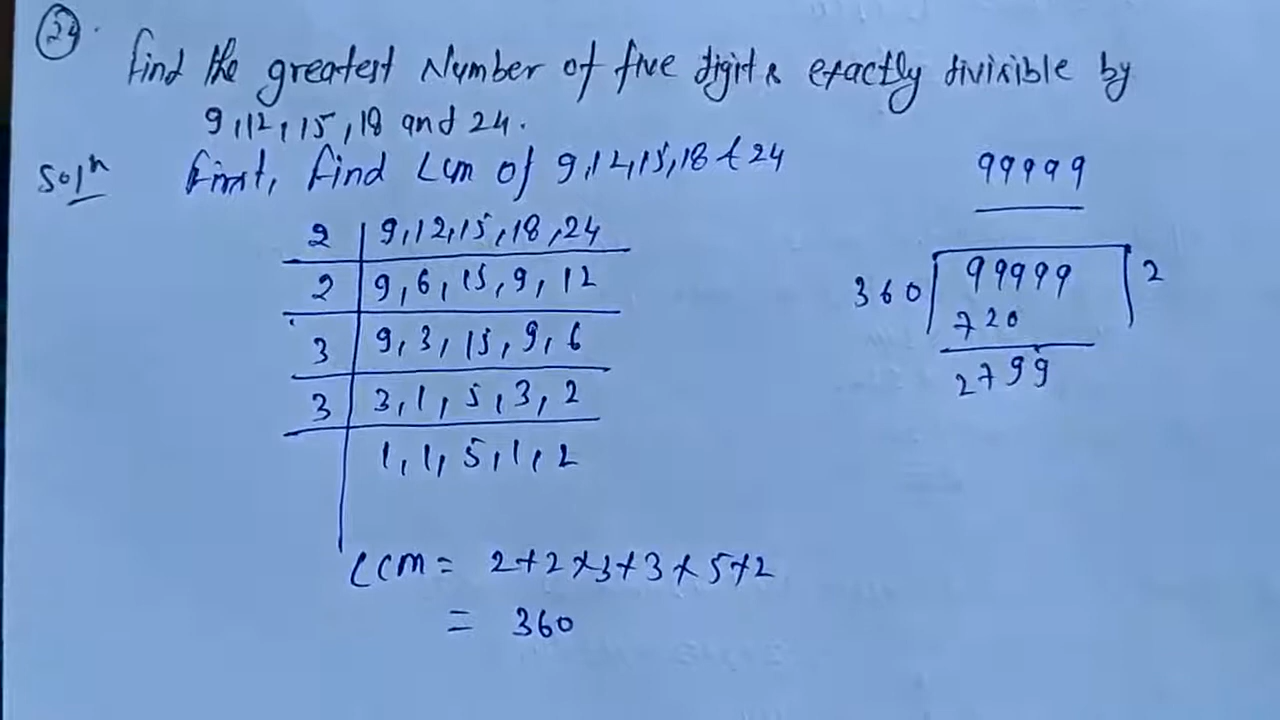 24.
Find the greatest Number of five digits exactly divisible by
9,12,15,18 and 24.
Solⁿ First, find Lcm of 9,12,15,18 & 24
2 | 9,12,15,18,24
2 | 9,6,15,9,12
3 | 9,3,15,9,6
3 | 3,1,5,3,2
1,1,5,1,2
LCM = 2×2×3×3×5×2
= 360
99999
360 99999 2
720
2799